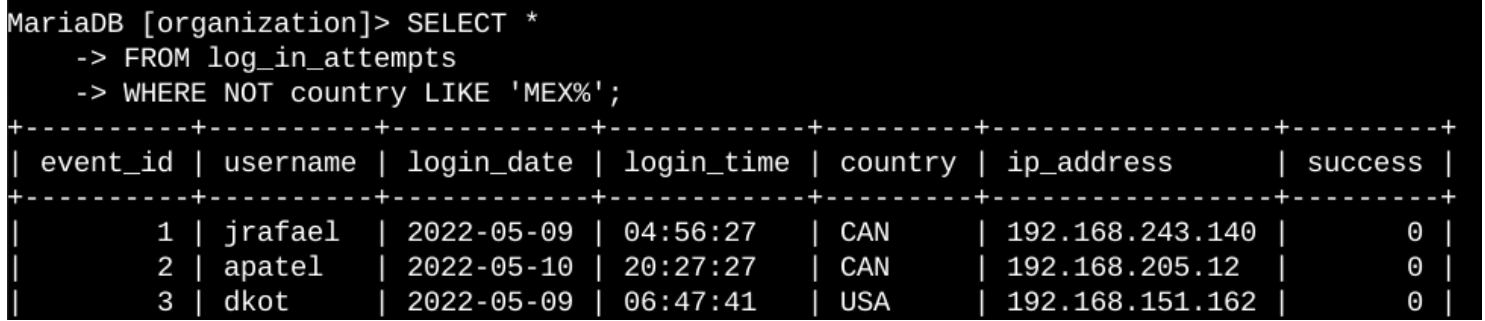 MariaDB [organization]> SELECT *
    -> FROM log_in_attempts
    -> WHERE NOT country LIKE 'MEX%';
+----------+----------+------------+------------+---------+-----------------+---------+
| event_id | username | login_date | login_time | country | ip_address      | success |
+----------+----------+------------+------------+---------+-----------------+---------+
|        1 | jrafael  | 2022-05-09 | 04:56:27   | CAN     | 192.168.243.140 |       0 |
|        2 | apatel   | 2022-05-10 | 20:27:27   | CAN     | 192.168.205.12  |       0 |
|        3 | dkot     | 2022-05-09 | 06:47:41   | USA     | 192.168.151.162 |       0 |